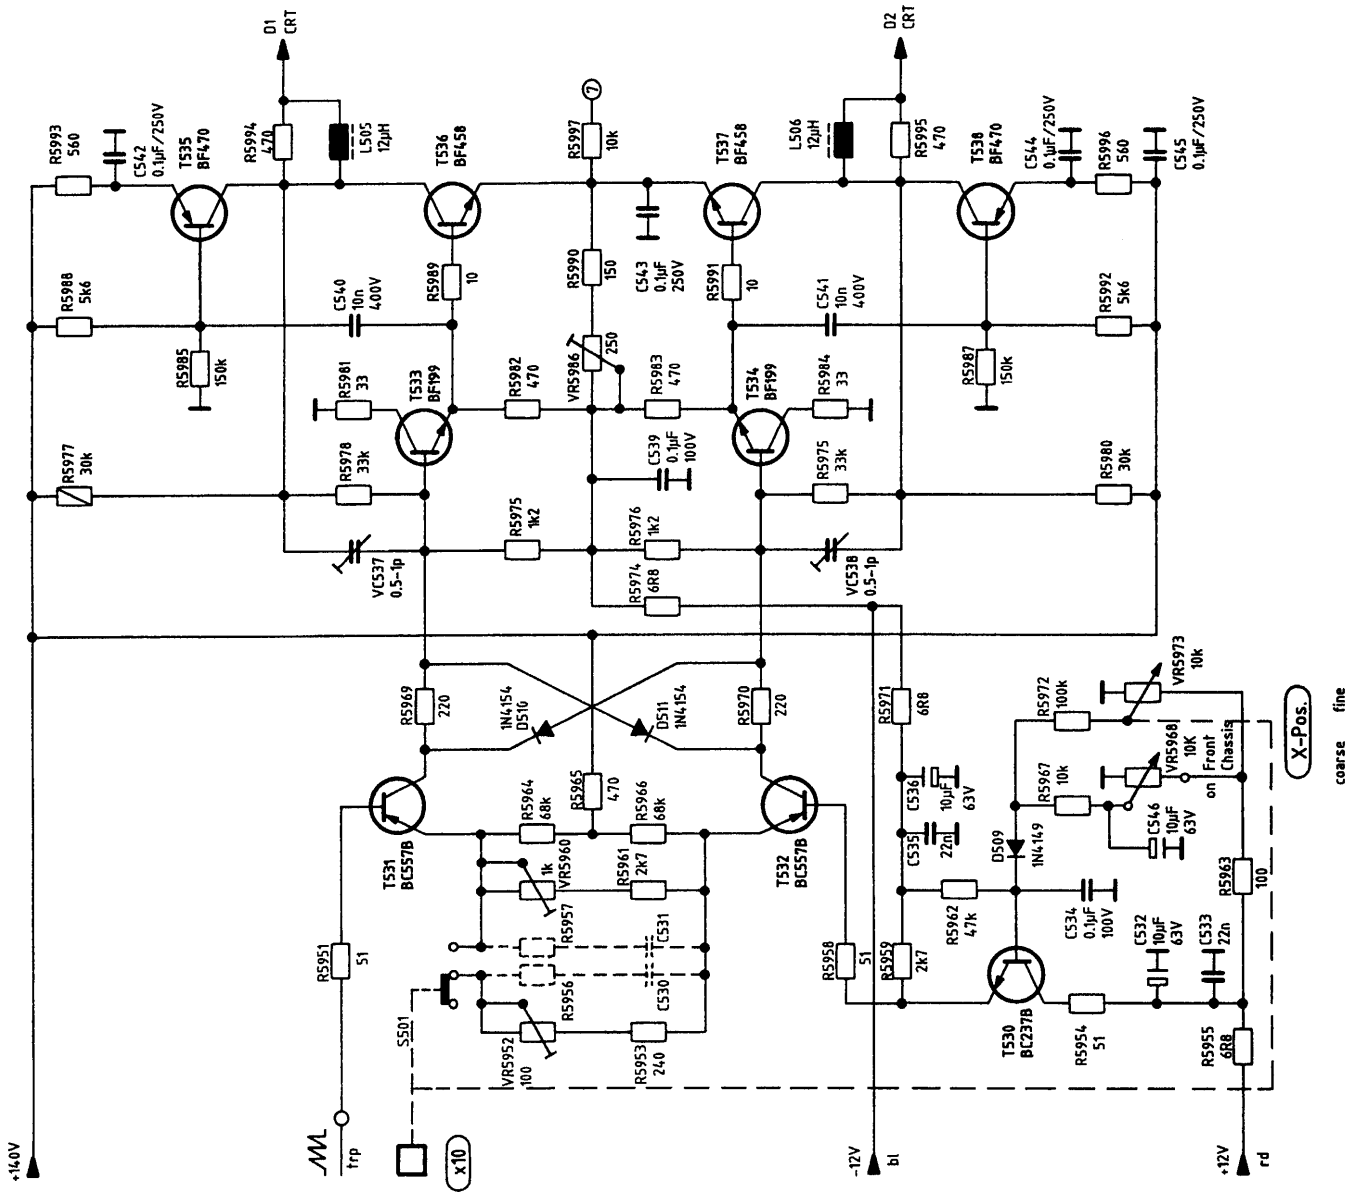 D1
CRT
D2
CRT
R5993
560
C542
0.1µF/250V
T535
BF470
R5994
470
L505
12µH
T536
BF458
7
R5997
10k
T537
BF458
L506
12µH
R5995
470
T538
BF470
C544
0.1µF/250V
R5996
560
C545
0.1µF/250V
R5988
5k6
R5985
150k
C540
10n
400V
R5989
10
R5990
150
C543
0.1µF
250V
R5991
10
C541
10n
400V
R5987
150k
R5992
5k6
R5981
33
T533
BF199
R5982
470
VR5986
250
R5983
470
T534
BF199
R5984
33
R5977
30k
R5978
33k
C539
0.1µF
100V
R5975
33k
R5980
30k
VC537
0.5-1p
R5975
1k2
R5976
1k2
R5974
6R8
VC538
0.5-1p
R5969
220
1N4154
D510
D511
1N4154
R5970
220
R5971
6R8
R5972
100k
VR5973
10k
T531
BC557B
R5964
68k
R5965
470
R5966
68k
T532
BC557B
C536
10µF
63V
C535
22n
D509
1N4149
R5967
10k
VR5968
10K
on Front
Chassis
C546
10µF
63V
X-Pos.
coarse fine
1k
VR5960
R5961
2k7
R5957
C531
R5956
C530
R5951
51
S501
VR5952
100
R5953
240
R5958
51
R5959
2k7
R5962
47k
C534
0.1µF
100V
T530
BC237B
R5954
51
C532
10µF
63V
C533
22n
R5963
100
R5955
6R8
+140V
trp
x10
-12V
bl
+12V
rd